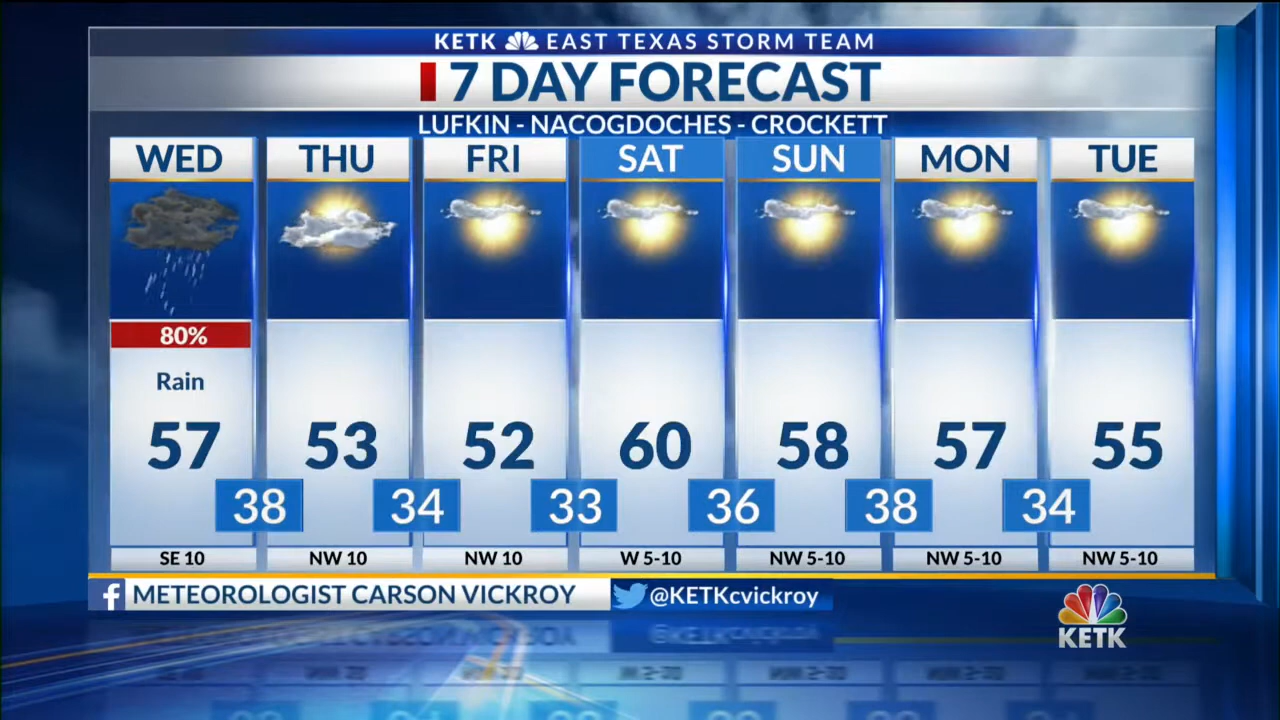 KETK EAST TEXAS STORM TEAM
7 DAY FORECAST
LUFKIN - NACOGDOCHES - CROCKETT
WED THU FRI SAT SUN MON TUE
80%
Rain
57 53 52 60 58 57 55
38 34 33 36 38 34
SE 10 NW 10 NW 10 W 5-10 NW 5-10 NW 5-10 NW 5-10
f METEOROLOGIST CARSON VICKROY @KETKcvickroy
KETK